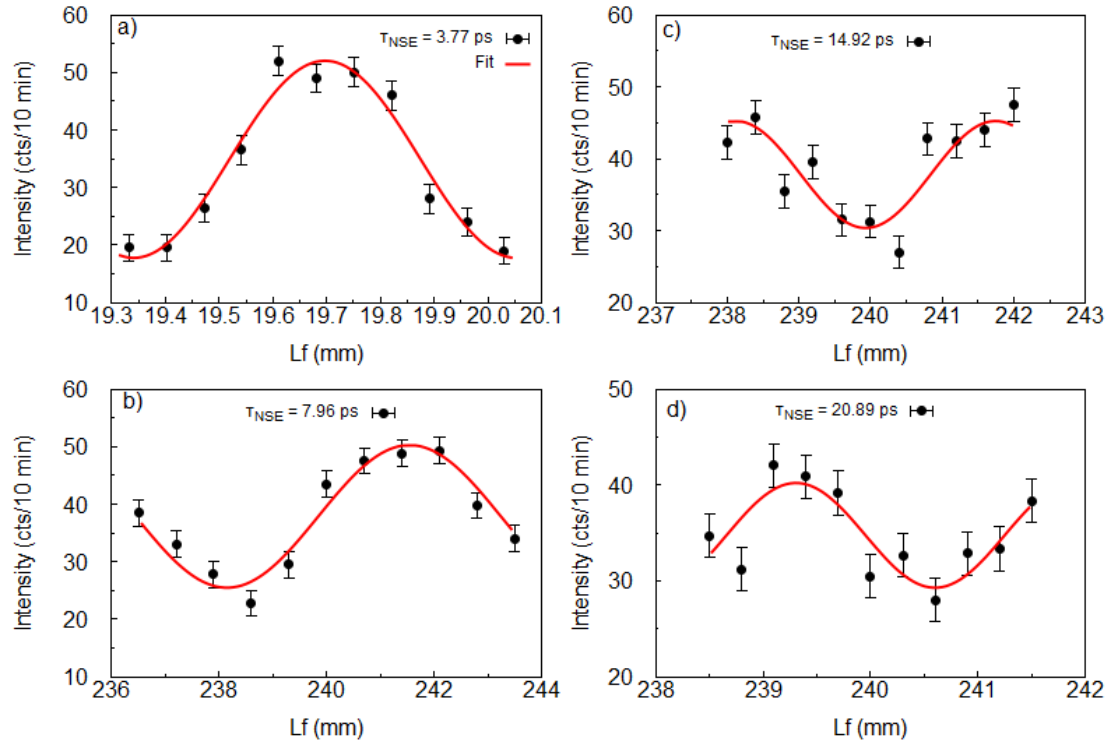 a)
τNSE = 3.77 ps
Fit
Intensity (cts/10 min)
60
50
40
30
20
10
19.3 19.4 19.5 19.6 19.7 19.8 19.9 20.0 20.1
Lf (mm)
c)
τNSE = 14.92 ps
Intensity (cts/10 min)
60
50
40
30
20
237 238 239 240 241 242 243
Lf (mm)
b)
τNSE = 7.96 ps
Intensity (cts/10 min)
60
50
40
30
20
10
236 238 240 242 244
Lf (mm)
d)
τNSE = 20.89 ps
Intensity (cts/10 min)
50
40
30
20
238 239 240 241 242
Lf (mm)